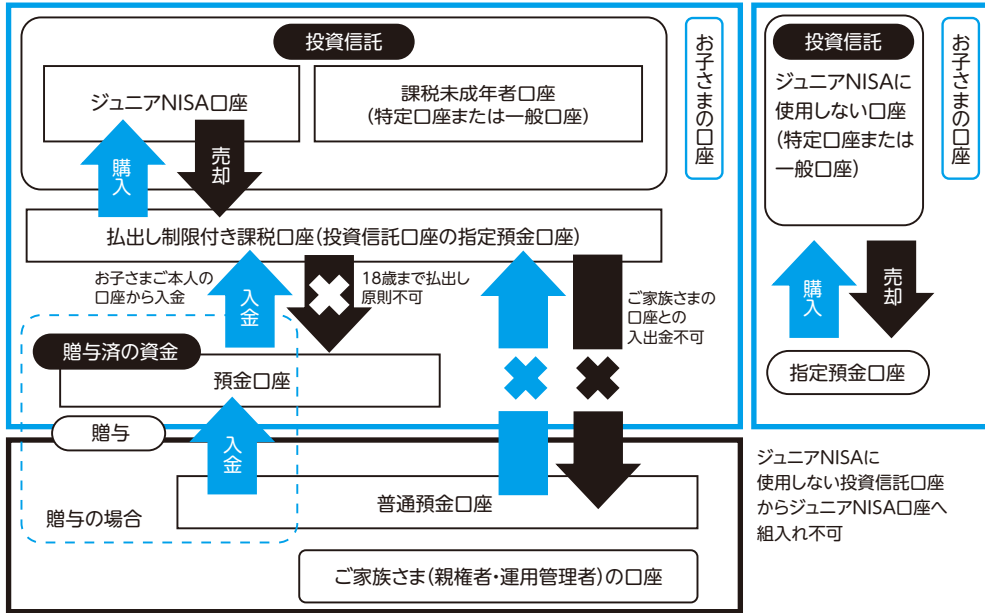 投資信託
ジュニアNISA口座
課税未成年者口座
(特定口座または一般口座)
お子さまの口座
購入
売却
払出し制限付き課税口座(投資信託口座の指定預金口座)
お子さまご本人の
口座から入金
入金
18歳まで払出し
原則不可
ご家族さまの
口座との
入出金不可
贈与済の資金
預金口座
贈与
入金
贈与の場合
普通預金口座
ご家族さま(親権者・運用管理者)の口座
投資信託
ジュニアNISAに
使用しない口座
(特定口座または
一般口座)
お子さまの口座
購入
売却
指定預金口座
ジュニアNISAに
使用しない投資信託口座
からジュニアNISA口座へ
組入れ不可